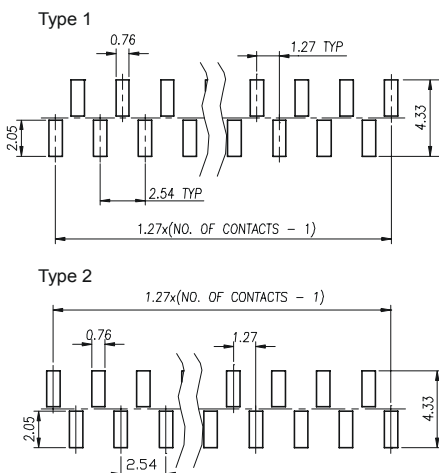 Type 1
0.76
1.27 TYP
2.05
4.33
2.54 TYP
1.27x(NO. OF CONTACTS - 1)
Type 2
1.27x(NO. OF CONTACTS - 1)
0.76
1.27
2.05
4.33
2.54